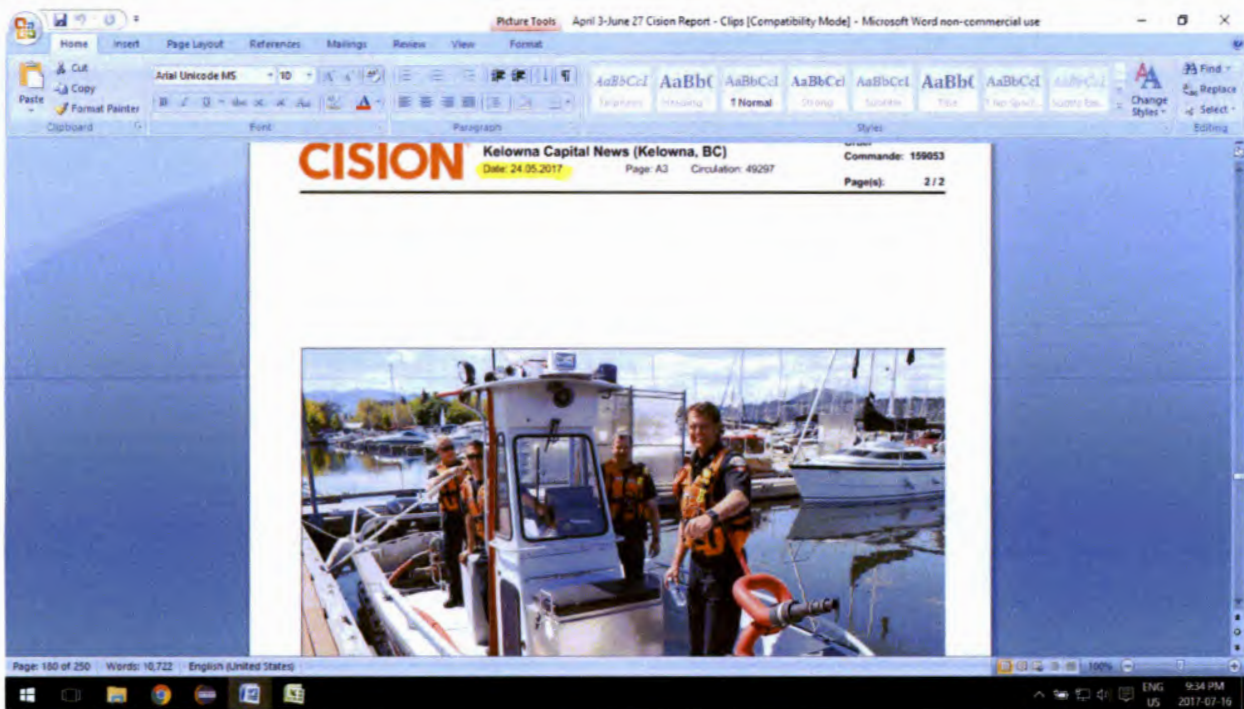 Picture Tools April 3-June 27 Cision Report - Clips [Compatibility Mode] - Microsoft Word non-commercial use
Home Insert Page Layout References Mailings Review View Format
Paste
Cut
Copy
Format Painter
Clipboard
Arial Unicode MS 10
Font
Paragraph
AaBbCcI AaBbC AaBbCcI AaBbCcI AaBbCcI AaBbC AaBbCcI
¶ Normal
Strong
Styles
Change Styles
Find
Replace
Select
Editing
CISION
Kelowna Capital News (Kelowna, BC)
Date: 24.05.2017 Page: A3 Circulation: 49297
Commande: 159053
Page(s): 2 / 2
Page: 180 of 250 Words: 10,722 English (United States)
100%
ENG US
9:34 PM
2017-07-16